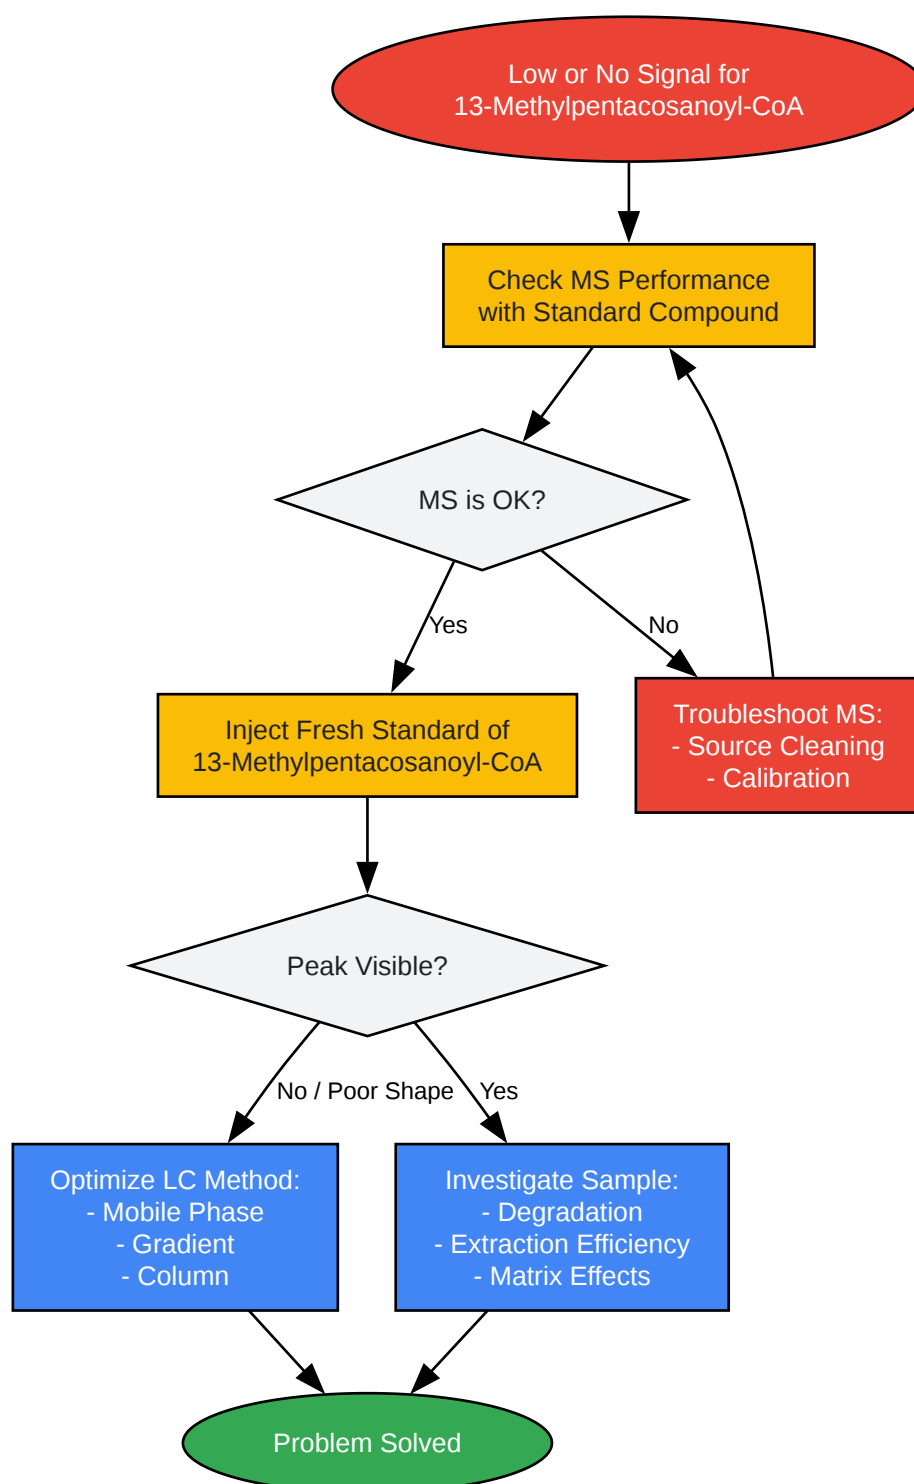 Low or No Signal for
13-Methylpentacosanoyl-CoA
Check MS Performance
with Standard Compound
MS is OK?
Yes
No
Inject Fresh Standard of
13-Methylpentacosanoyl-CoA
Troubleshoot MS:
- Source Cleaning
- Calibration
Peak Visible?
No / Poor Shape
Yes
Optimize LC Method:
- Mobile Phase
- Gradient
- Column
Investigate Sample:
- Degradation
- Extraction Efficiency
- Matrix Effects
Problem Solved